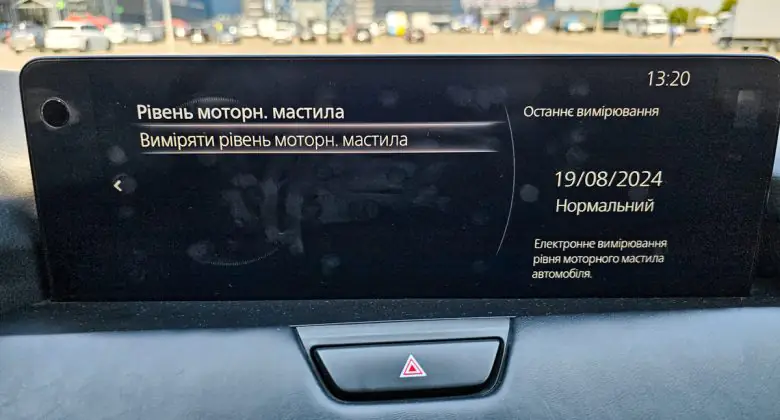 13:20
Рівень моторн. мастила
Виміряти рівень моторн. мастила
Останнє вимірювання
19/08/2024
Нормальний
Електронне вимірювання
рівня моторного мастила
автомобіля.